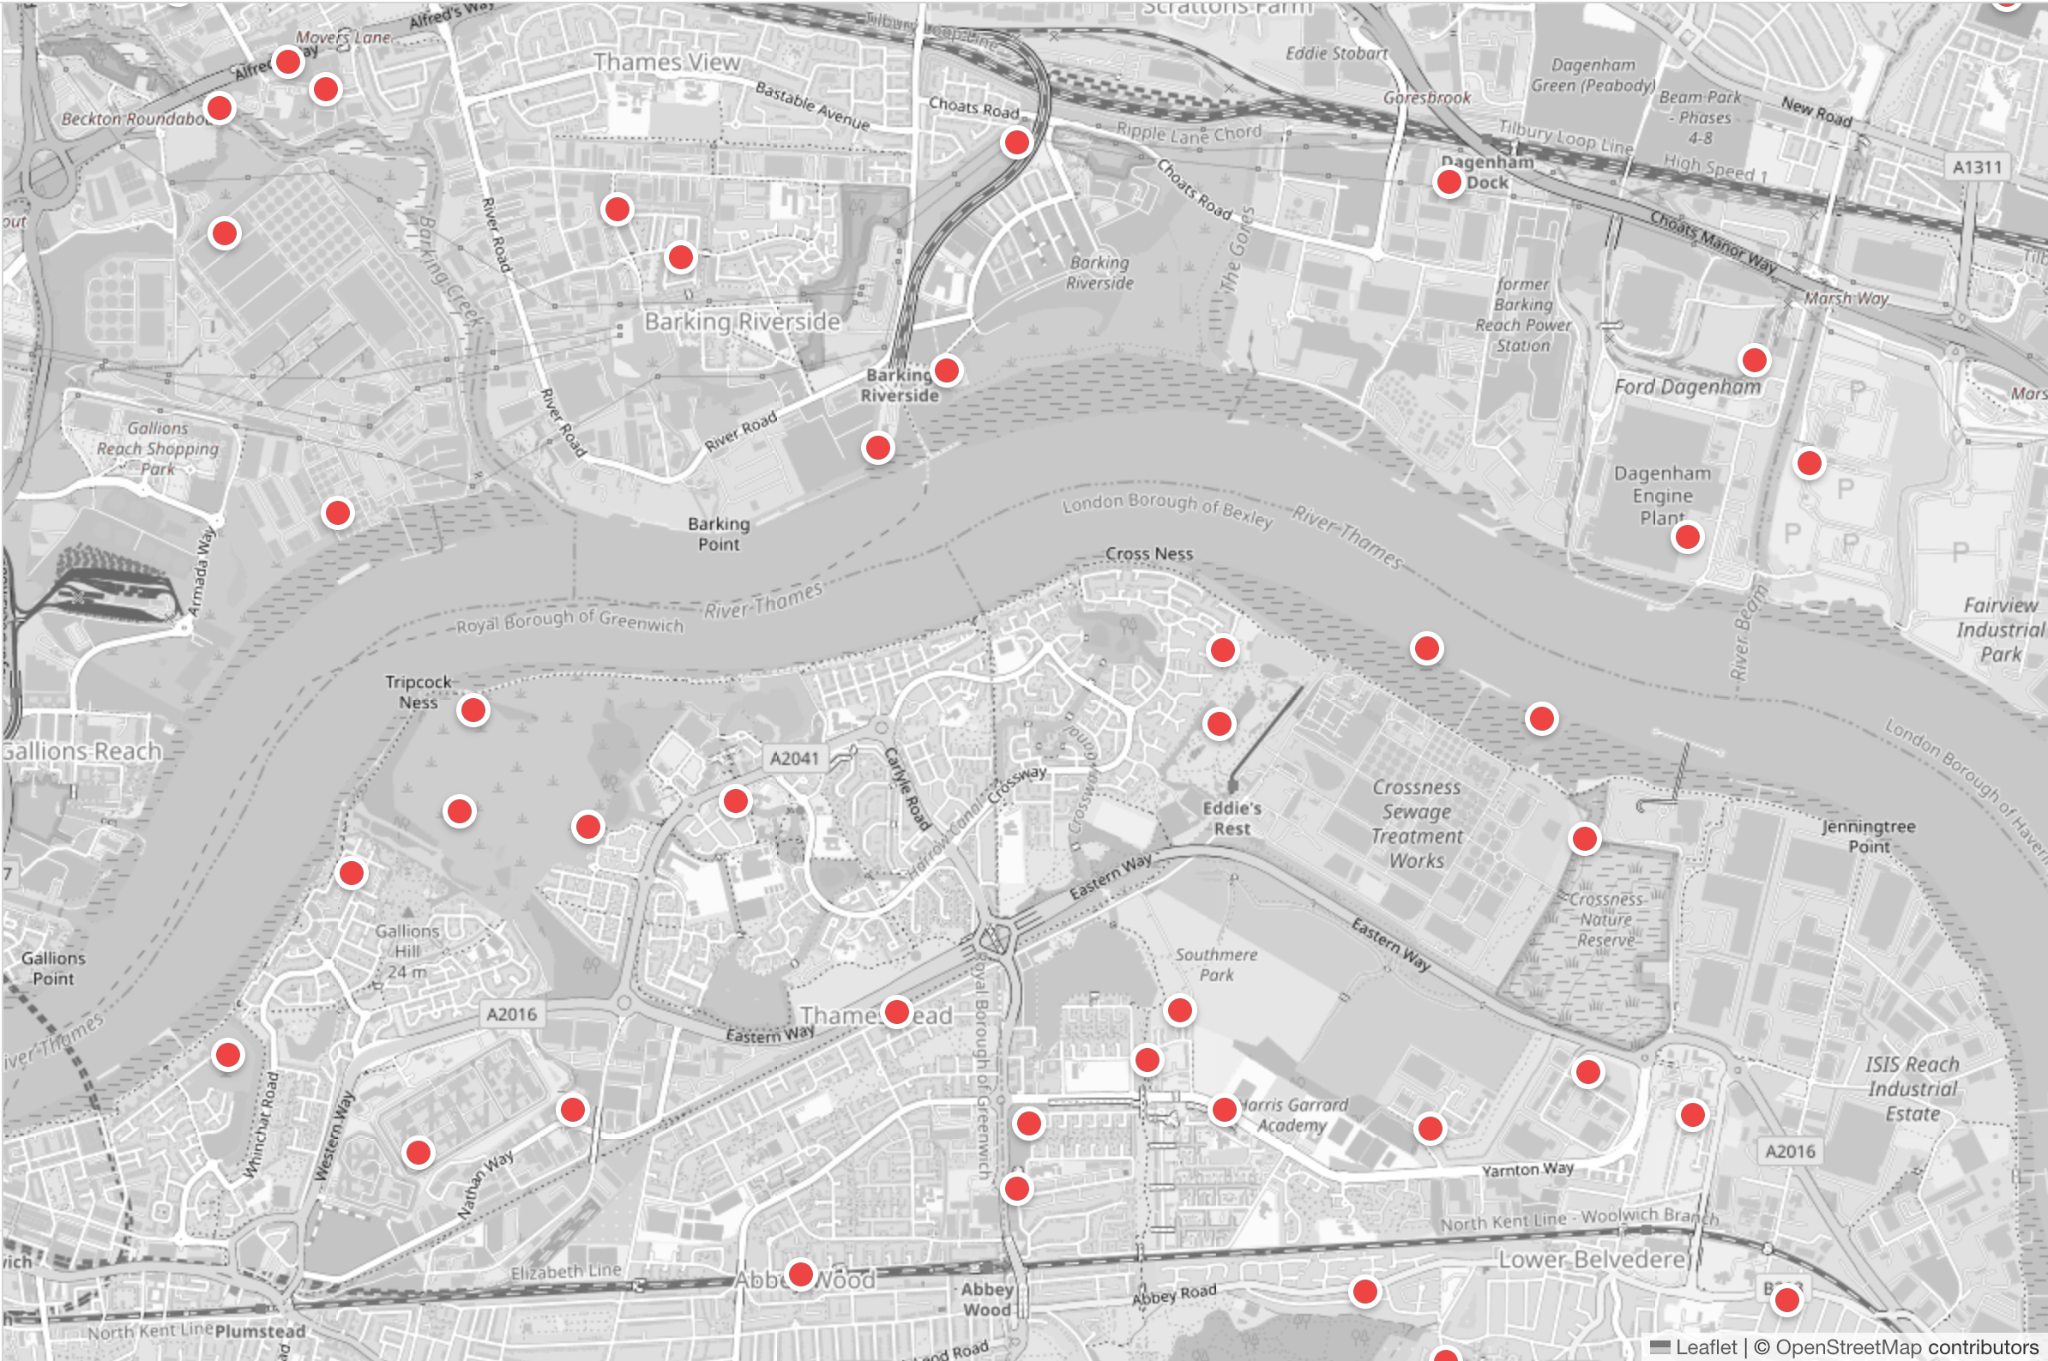 Alfred's Way
Scrattons Farm
Movers Lane
Tilbury Loop Line
Eddie Stobart
Thames View
Dagenham
Green (Peabody)
Bastable Avenue
Choats Road
Goresbrook
Beam Park
- Phases
4-8
New Road
Beckton
Ripple Lane Chord
Tilbury Loop Line
High Speed 1
A1311
Dagenham
Dock
Choats Road
River Road
Barking Creek
The Gores
Choats Manor Way
Barking
Riverside
former
Barking
Reach Power
Station
Marsh Way
Barking Riverside
Barking
Riverside
Ford Dagenham
River Road
River Road
Gallions
Reach Shopping
Park
Dagenham
Engine
Plant
P
P
P
P
P
Barking
Point
London Borough of Bexley
River Thames
Cross Ness
Armada Way
River Thames
Royal Borough of Greenwich
River Beam
Fairview
Industrial
Park
Tripcock
Ness
Gallions Reach
A2041
Carlyle Road
Crossway
Crossway
Harrow Canal
London Borough of Havering
Crossness
Sewage
Treatment
Works
Eddie's
Rest
Jenningtree
Point
Eastern Way
Crossness
Nature
Reserve
Gallions
Hill
24 m
Gallions
Point
Southmere
Park
Eastern Way
A2016
Thamesmead
Eastern Way
River Thames
Royal Borough of Greenwich
ISIS Reach
Industrial
Estate
Whinchat Road
Western Way
Nathan Way
Harris Garrard
Academy
Yarnton Way
A2016
North Kent Line - Woolwich Branch
Lower Belvedere
Elizabeth Line
Abbey Wood
Abbey
Wood
Abbey Road
North Kent Line
Plumstead
Leaflet | © OpenStreetMap contributors